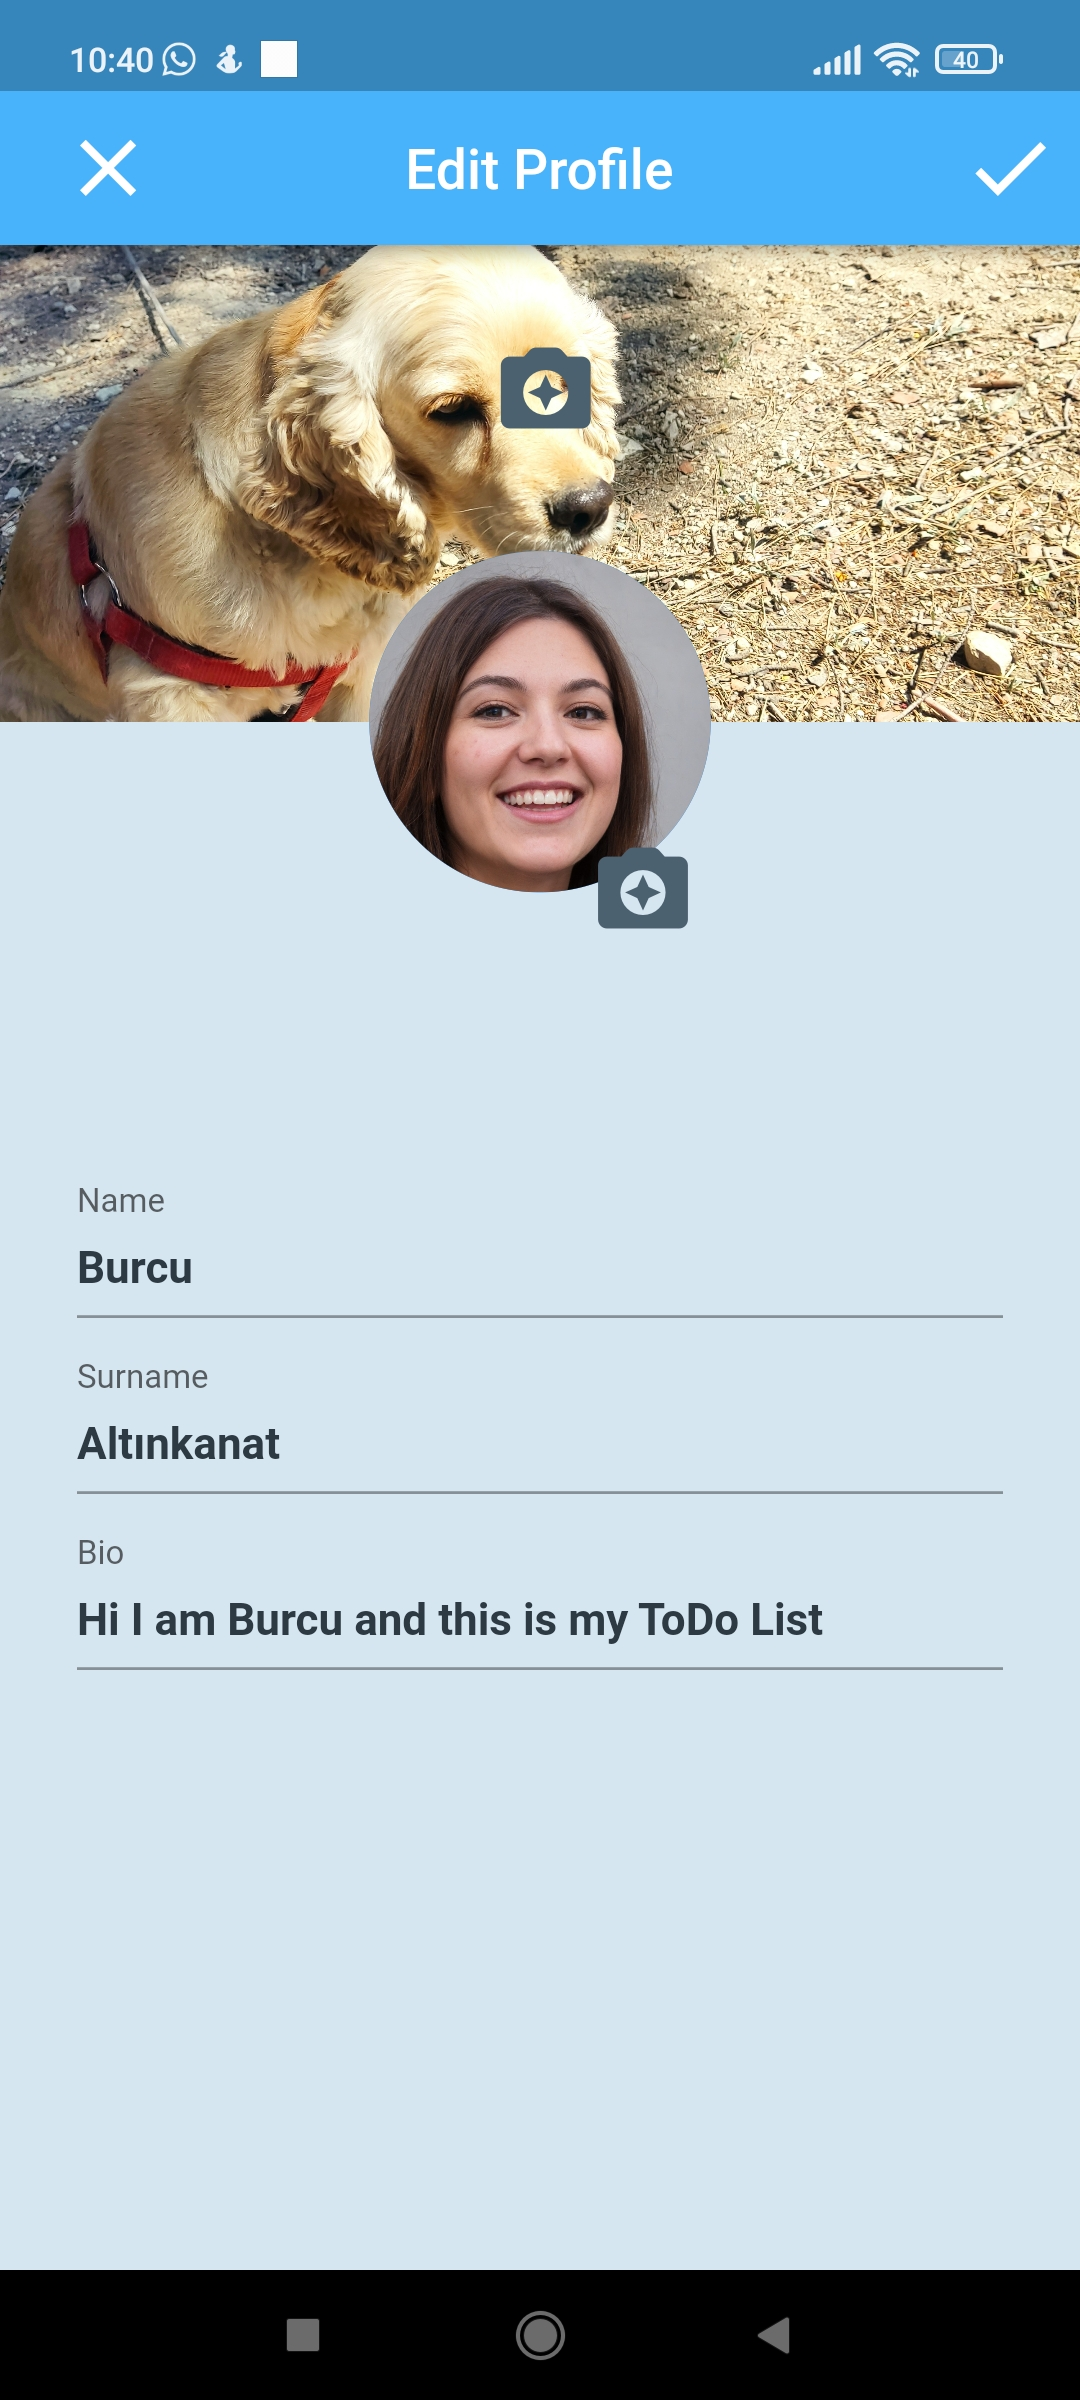 10:40
40
Edit Profile
Name
Burcu
Surname
Altınkanat
Bio
Hi I am Burcu and this is my ToDo List